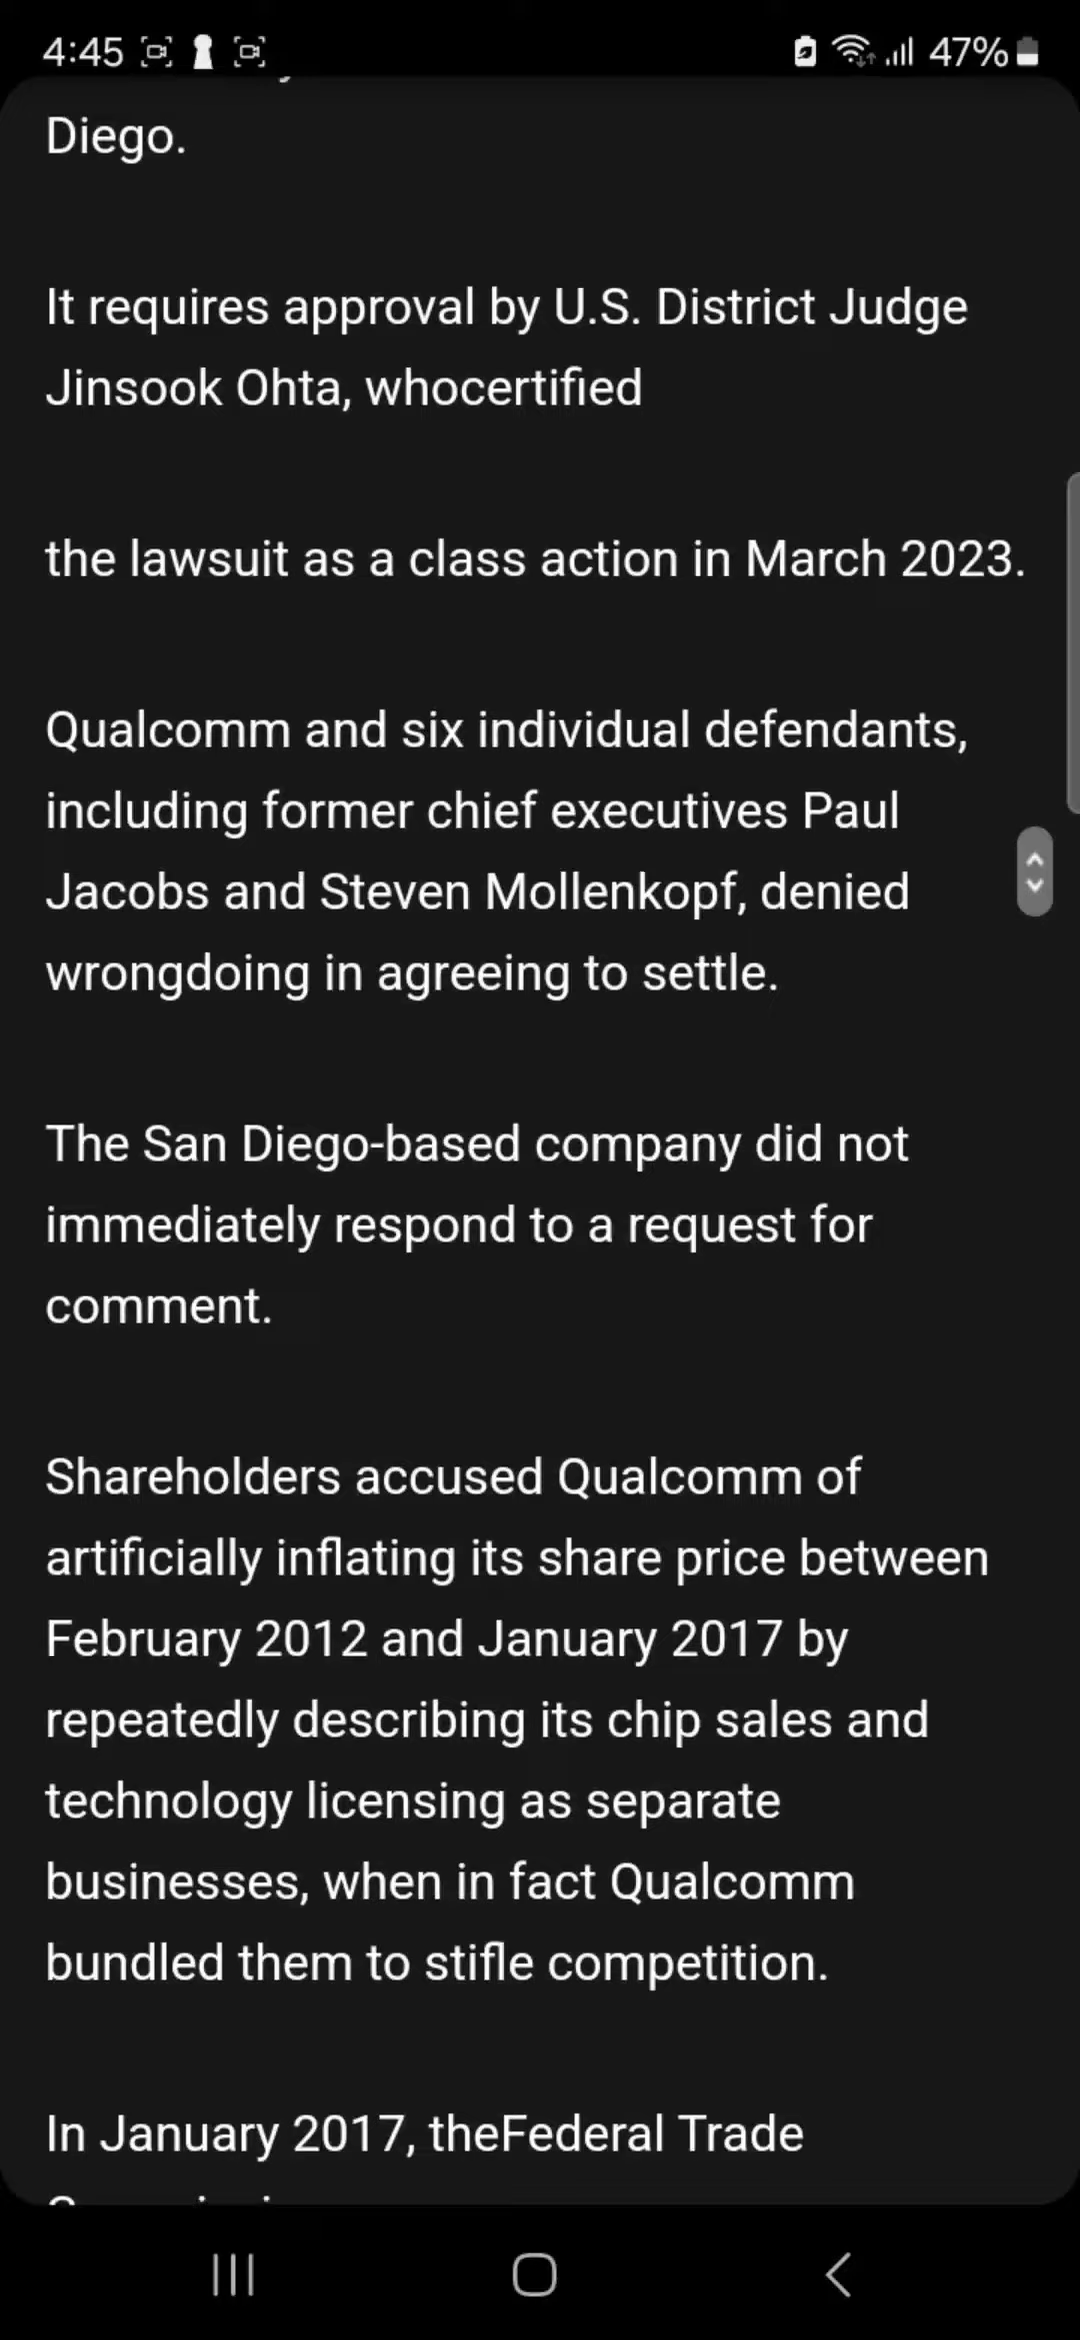 4:45
47%
Diego.
It requires approval by U.S. District Judge
Jinsook Ohta, whocertified
the lawsuit as a class action in March 2023.
Qualcomm and six individual defendants,
including former chief executives Paul
Jacobs and Steven Mollenkopf, denied
wrongdoing in agreeing to settle.
The San Diego-based company did not
immediately respond to a request for
comment.
Shareholders accused Qualcomm of
artificially inflating its share price between
February 2012 and January 2017 by
repeatedly describing its chip sales and
technology licensing as separate
businesses, when in fact Qualcomm
bundled them to stifle competition.
In January 2017, theFederal Trade